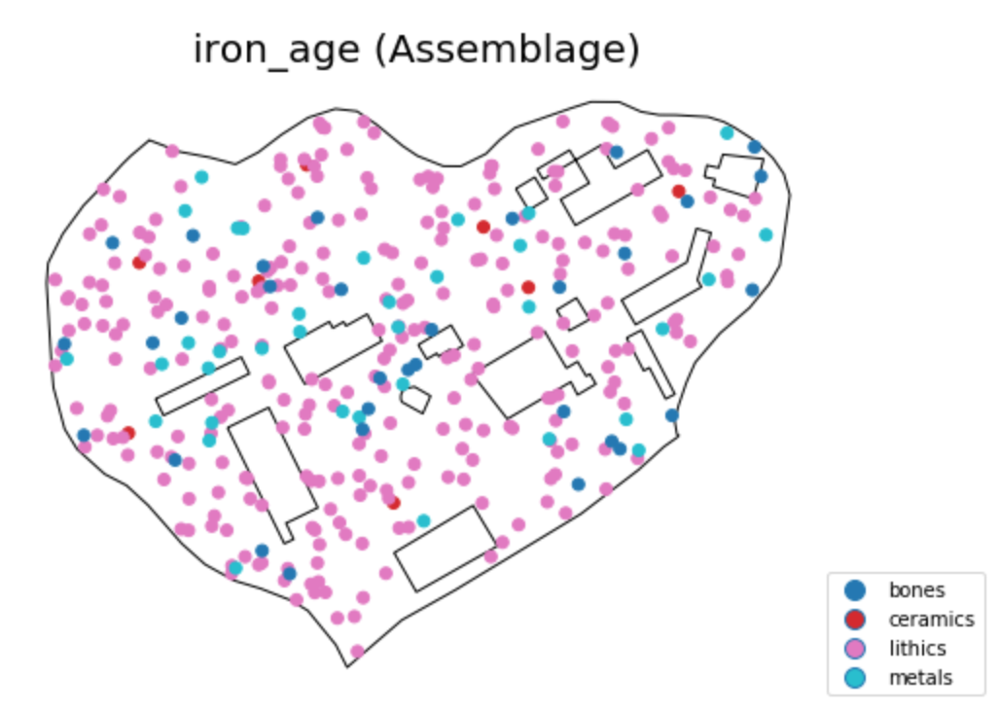 iron_age (Assemblage)
bones
ceramics
lithics
metals